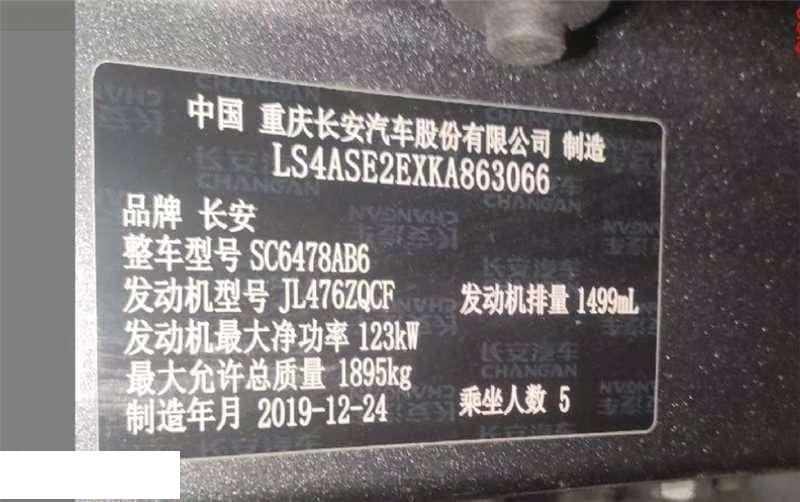 中国 重庆长安汽车股份有限公司 制造
LS4ASE2EXKA863066
品牌 长安
整车型号 SC6478AB6
发动机型号 JL476ZQCF 发动机排量 1499mL
发动机最大净功率 123kW
最大允许总质量 1895kg
制造年月 2019-12-24 乘坐人数 5